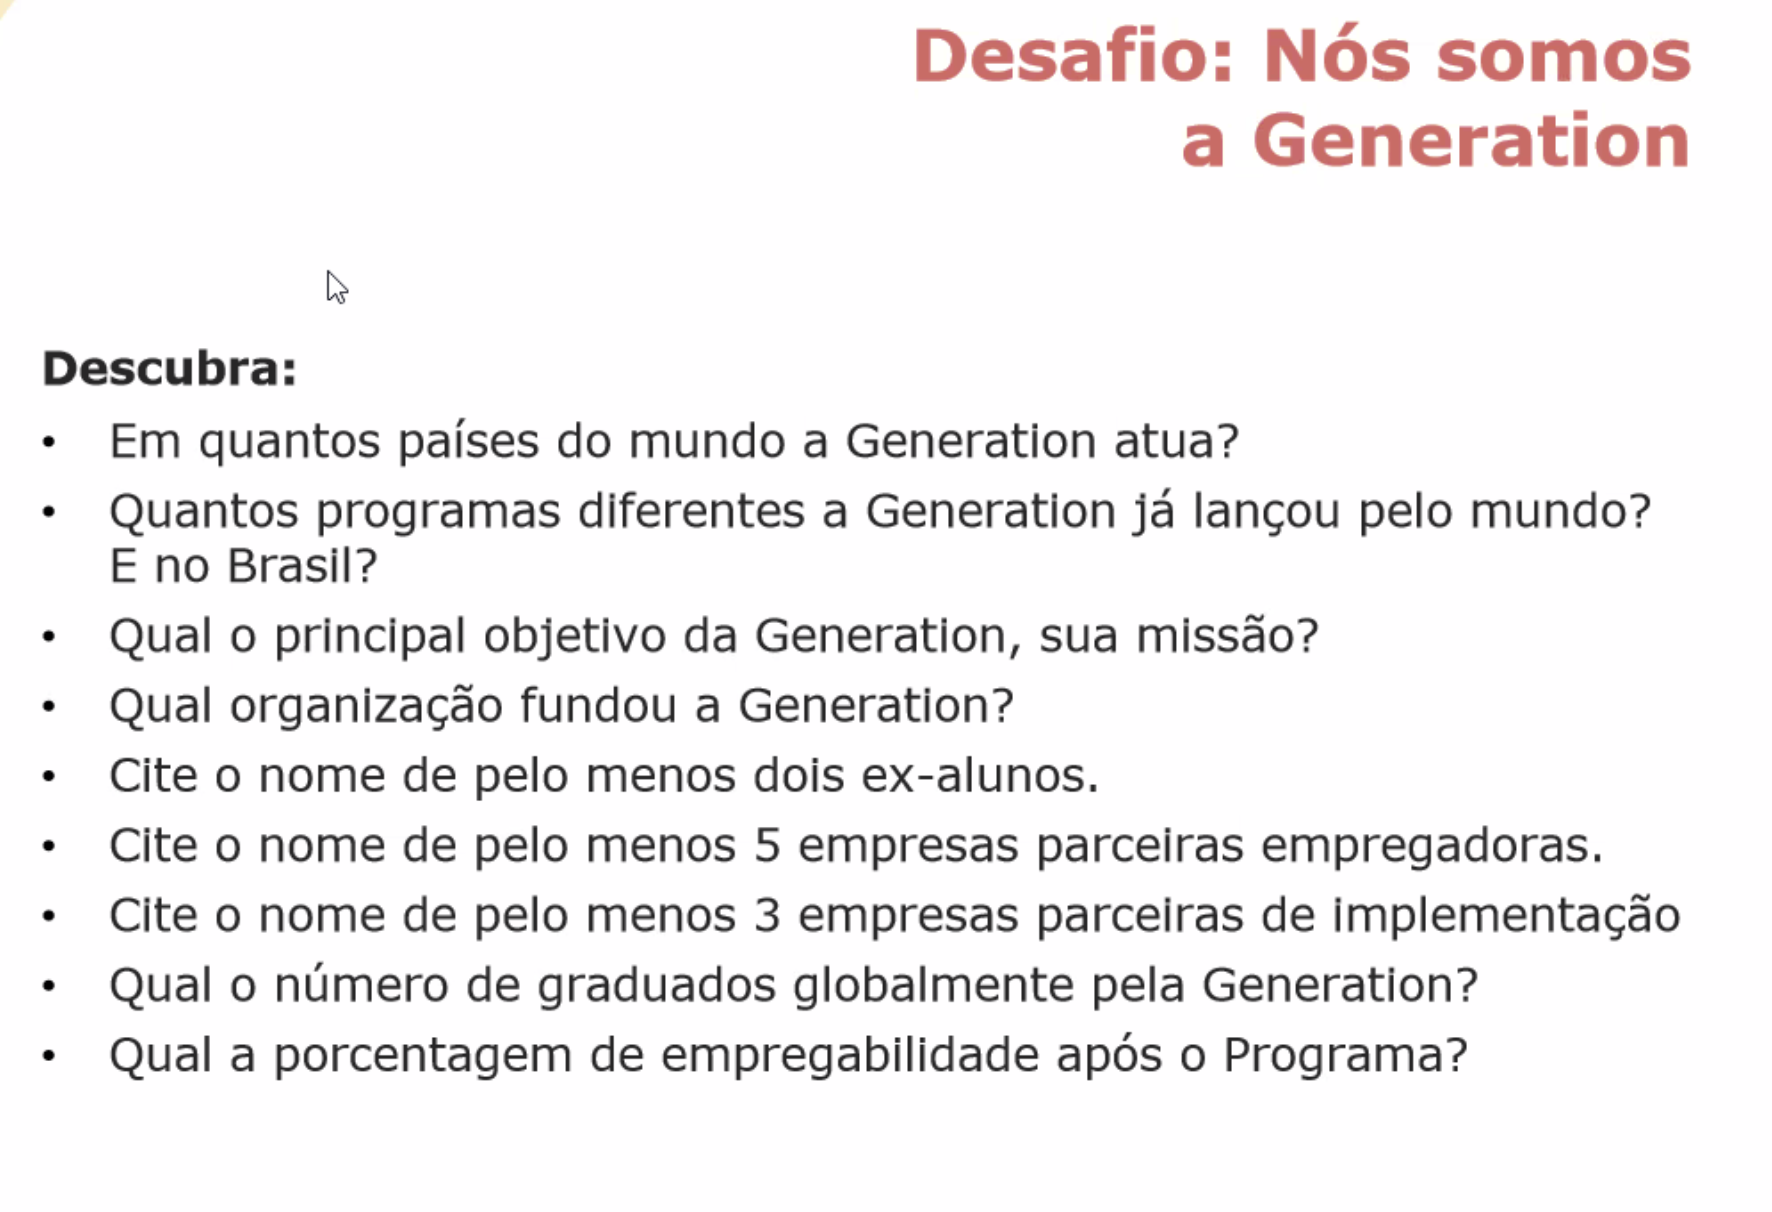 Desafio: Nós somos
a Generation
Descubra:
• Em quantos países do mundo a Generation atua?
• Quantos programas diferentes a Generation já lançou pelo mundo?
E no Brasil?
• Qual o principal objetivo da Generation, sua missão?
• Qual organização fundou a Generation?
• Cite o nome de pelo menos dois ex-alunos.
• Cite o nome de pelo menos 5 empresas parceiras empregadoras.
• Cite o nome de pelo menos 3 empresas parceiras de implementação
• Qual o número de graduados globalmente pela Generation?
• Qual a porcentagem de empregabilidade após o Programa?